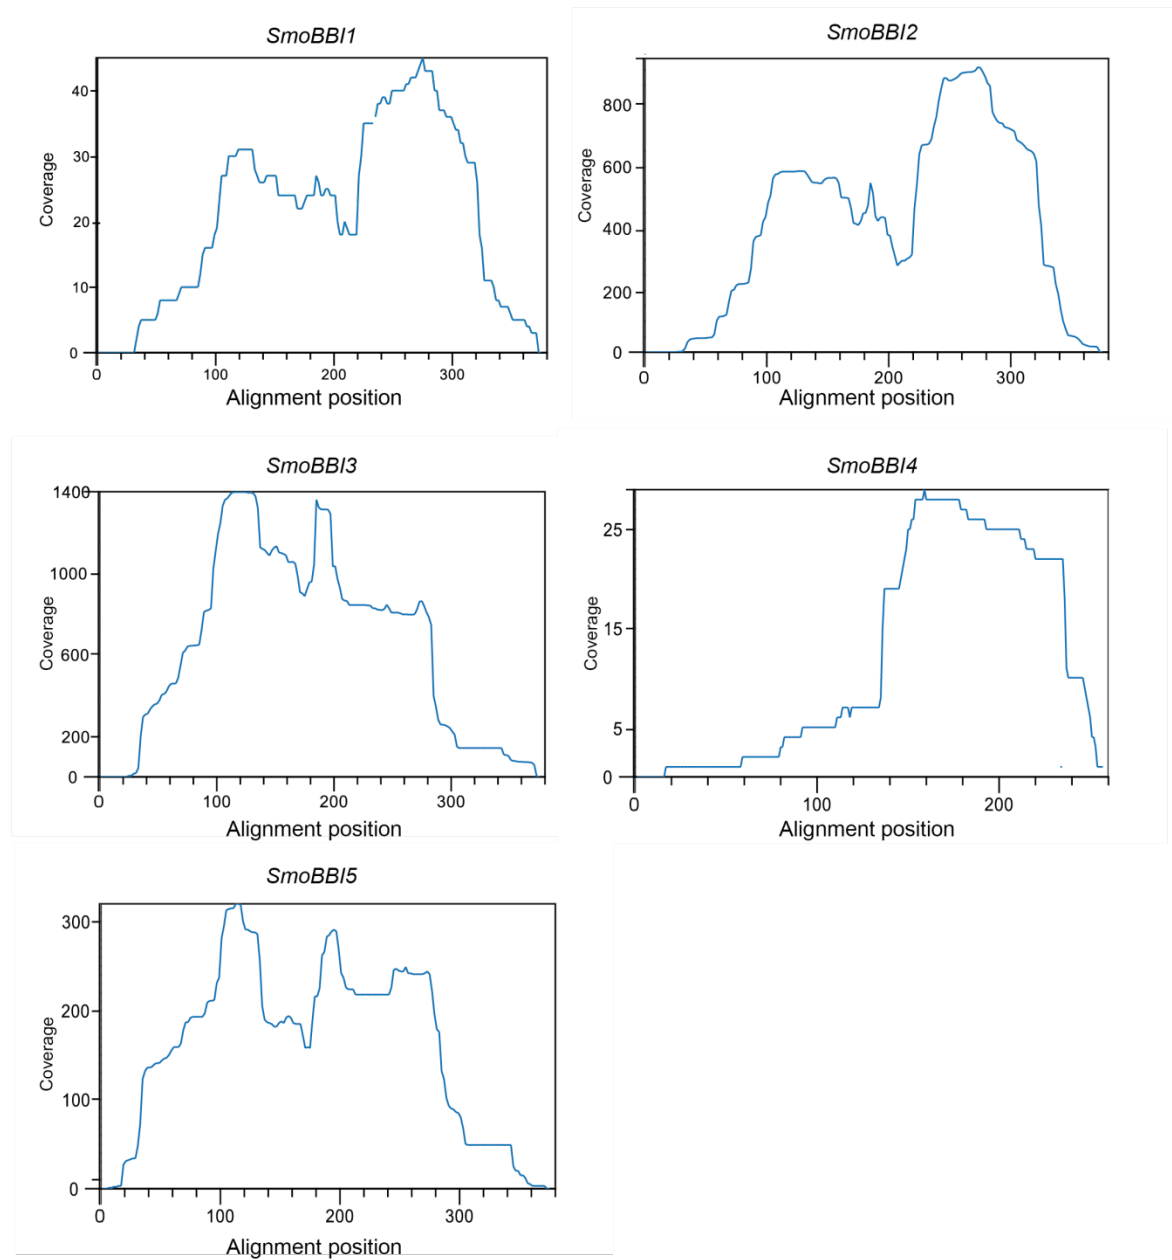 SmoBBI1
Coverage
40
30
20
10
0
0 100 200 300
Alignment position
SmoBBI2
Coverage
800
600
400
200
0
0 100 200 300
Alignment position
SmoBBI3
Coverage
1400
1000
600
200
0
0 100 200 300
Alignment position
SmoBBI4
Coverage
25
15
5
0
0 100 200
Alignment position
SmoBBI5
Coverage
300
200
100
0
0 100 200 300
Alignment position